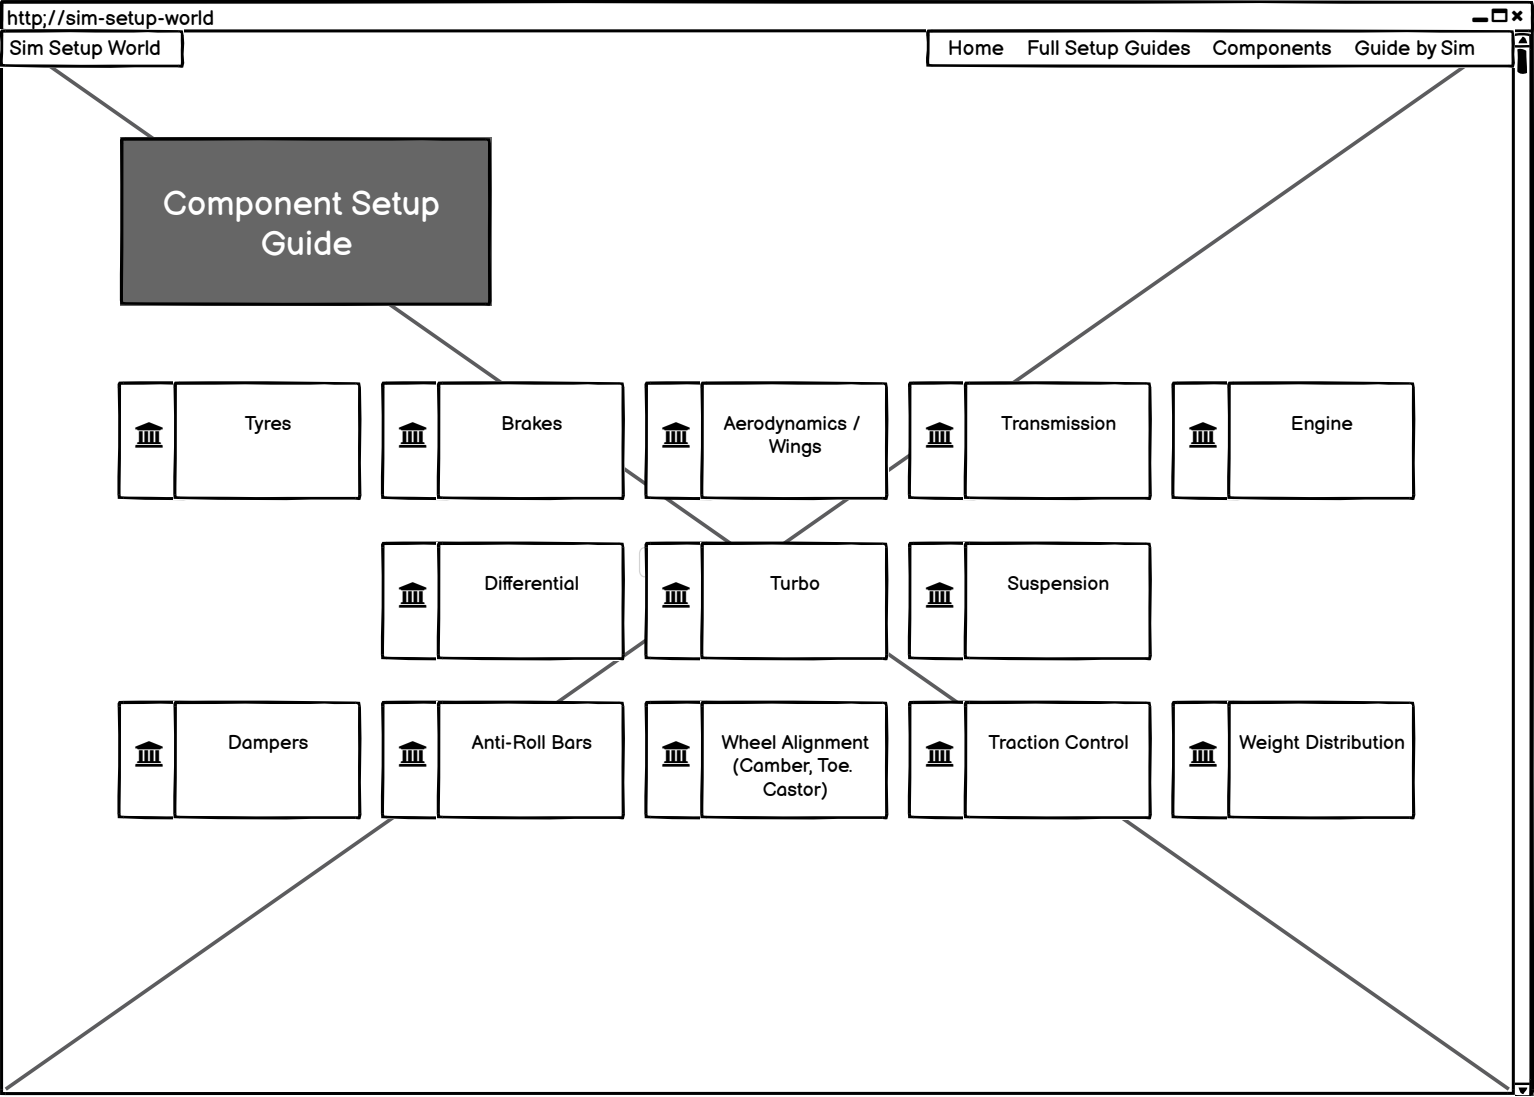 http;//sim-setup-world
Sim Setup World
Home Full Setup Guides Components Guide by Sim
Component Setup
Guide
Tyres
Brakes
Aerodynamics /
Wings
Transmission
Engine
Differential
Turbo
Suspension
Dampers
Anti-Roll Bars
Wheel Alignment
(Camber, Toe.
Castor)
Traction Control
Weight Distribution